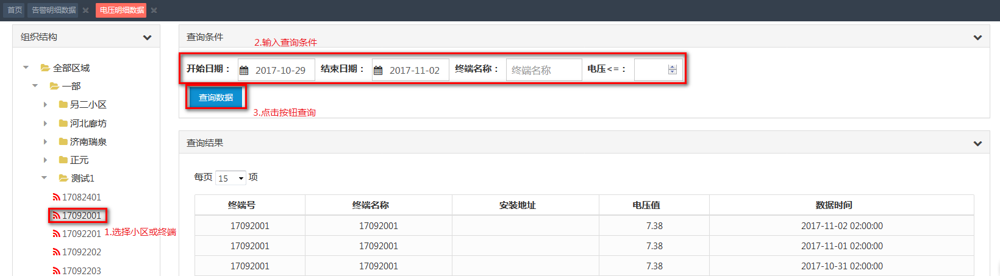 首页 告警明细数据 电压明细数据
组织结构
全部区域
一部
另二小区
河北廊坊
济南瑞泉
正元
测试1
17082401
17092001
1.选择小区或终端
17092201
17092202
17092203
查询条件
2.输入查询条件
开始日期： 2017-10-29 结束日期： 2017-11-02 终端名称： 终端名称 电压<=：
查询数据
3.点击按钮查询
查询结果
每页 15 项
终端号 终端名称 安装地址 电压值 数据时间
17092001 17092001 7.38 2017-11-02 02:00:00
17092001 17092001 7.38 2017-11-01 02:00:00
17092001 17092001 7.38 2017-10-31 02:00:00